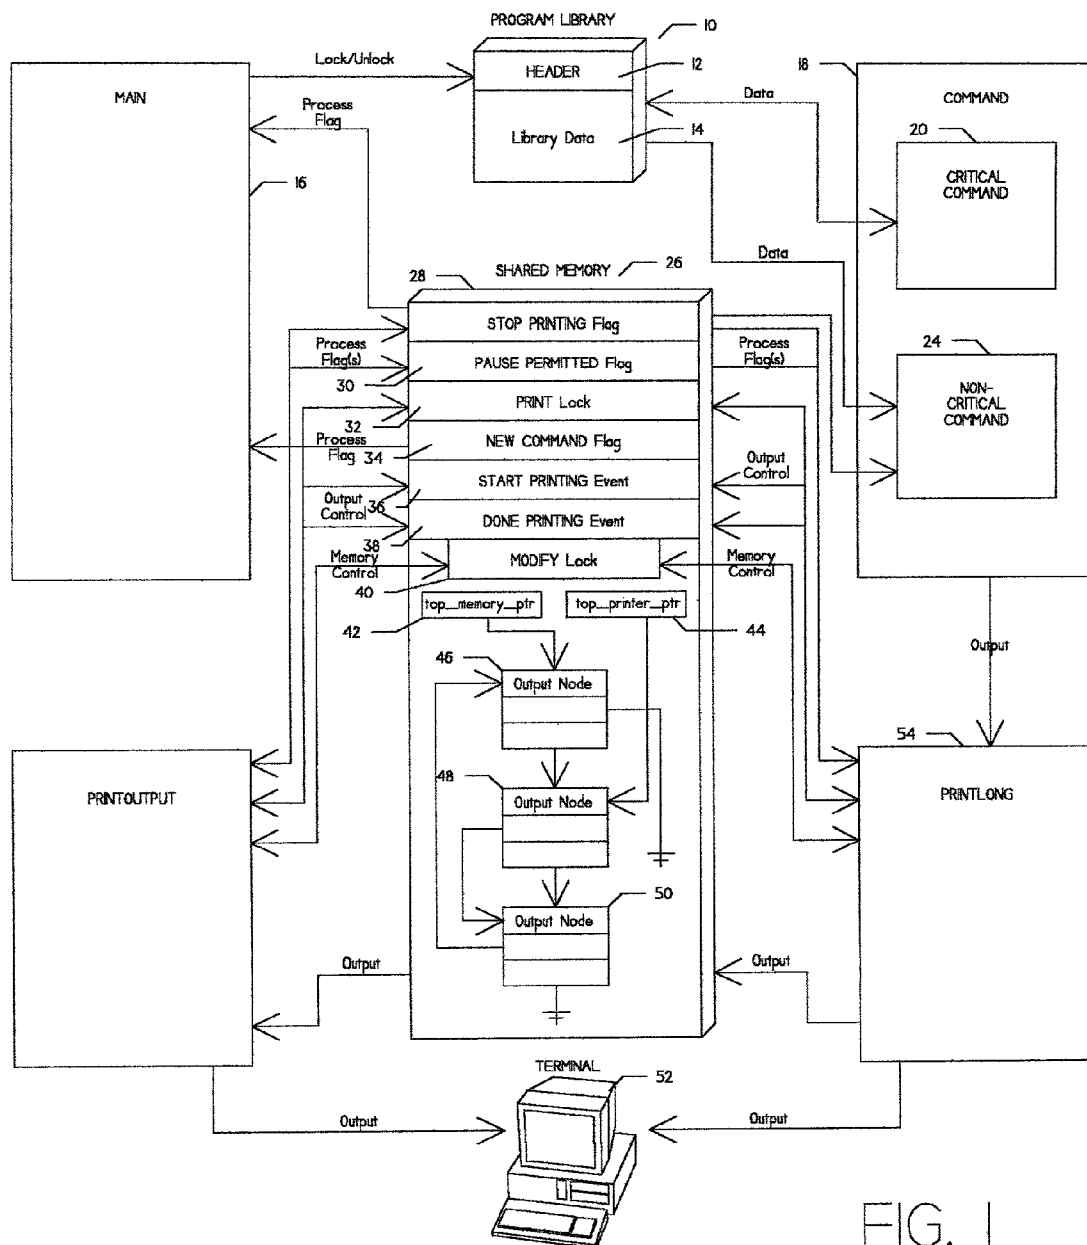 PROGRAM LIBRARY
10
Lock/Unlock
HEADER
12
18
MAIN
Data
COMMAND
Process
Flag
Library Data
14
20
CRITICAL
COMMAND
16
Data
28
SHARED MEMORY
26
STOP PRINTING Flag
Process
Flag(s)
Process
Flag(s)
24
PAUSE PERMITTED Flag
30
NON-
CRITICAL
COMMAND
PRINT Lock
32
Process
Flag
NEW COMMAND Flag
34
Output
Control
START PRINTING Event
36
Output
Control
DONE PRINTING Event
38
Memory
Control
MODIFY Lock
Memory
Control
40
top_memory_ptr
top_printer_ptr
42
44
Output
46
Output Node
54
48
PRINTOUTPUT
Output Node
PRINTLONG
50
Output Node
Output
Output
TERMINAL
52
Output
Output
FIG. 1